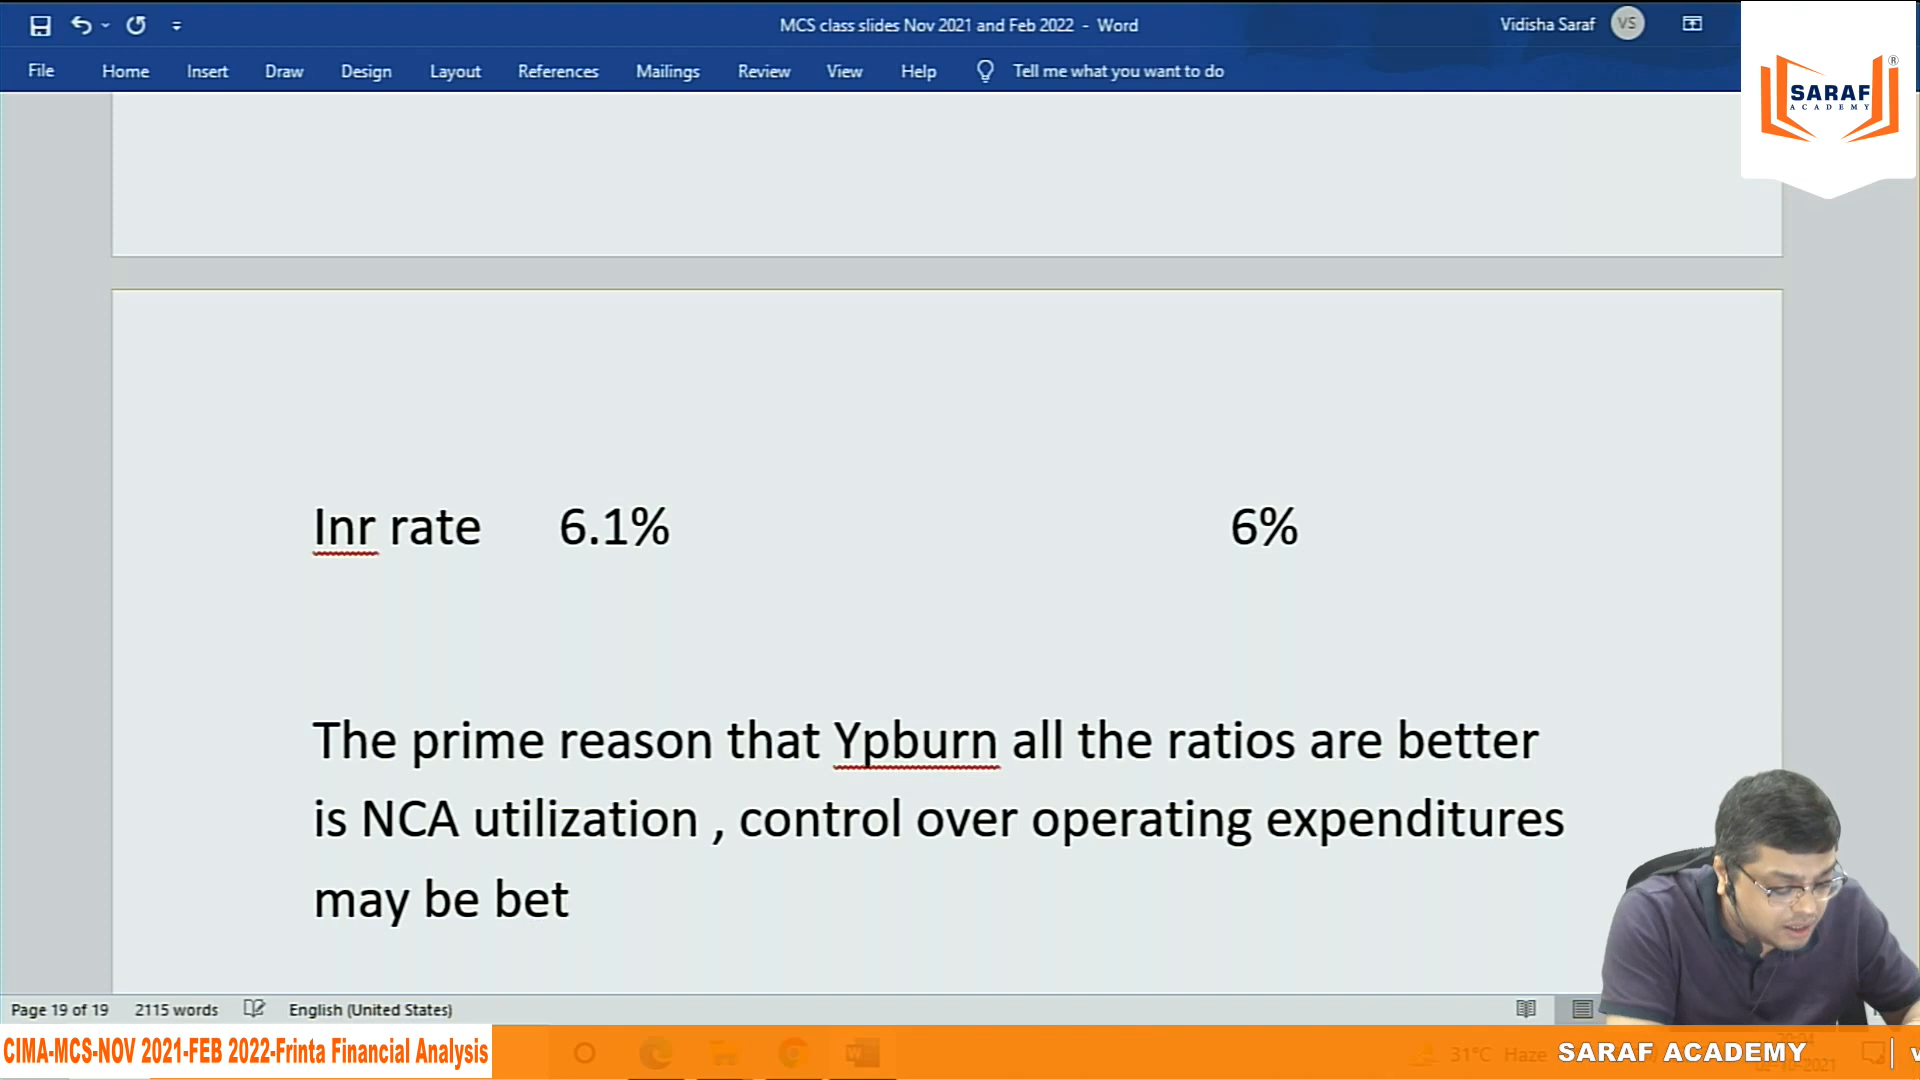 MCS class slides Nov 2021 and Feb 2022 - Word
Vidisha Saraf
VS
File Home Insert Draw Design Layout References Mailings Review View Help Tell me what you want to do
SARAF
ACADEMY
®
Inr rate 6.1% 6%
The prime reason that Ypburn all the ratios are better
is NCA utilization , control over operating expenditures
may be bet
Page 19 of 19 2115 words English (United States)
CIMA-MCS-NOV 2021-FEB 2022-Frinta Financial Analysis
31°C Haze
SARAF ACADEMY